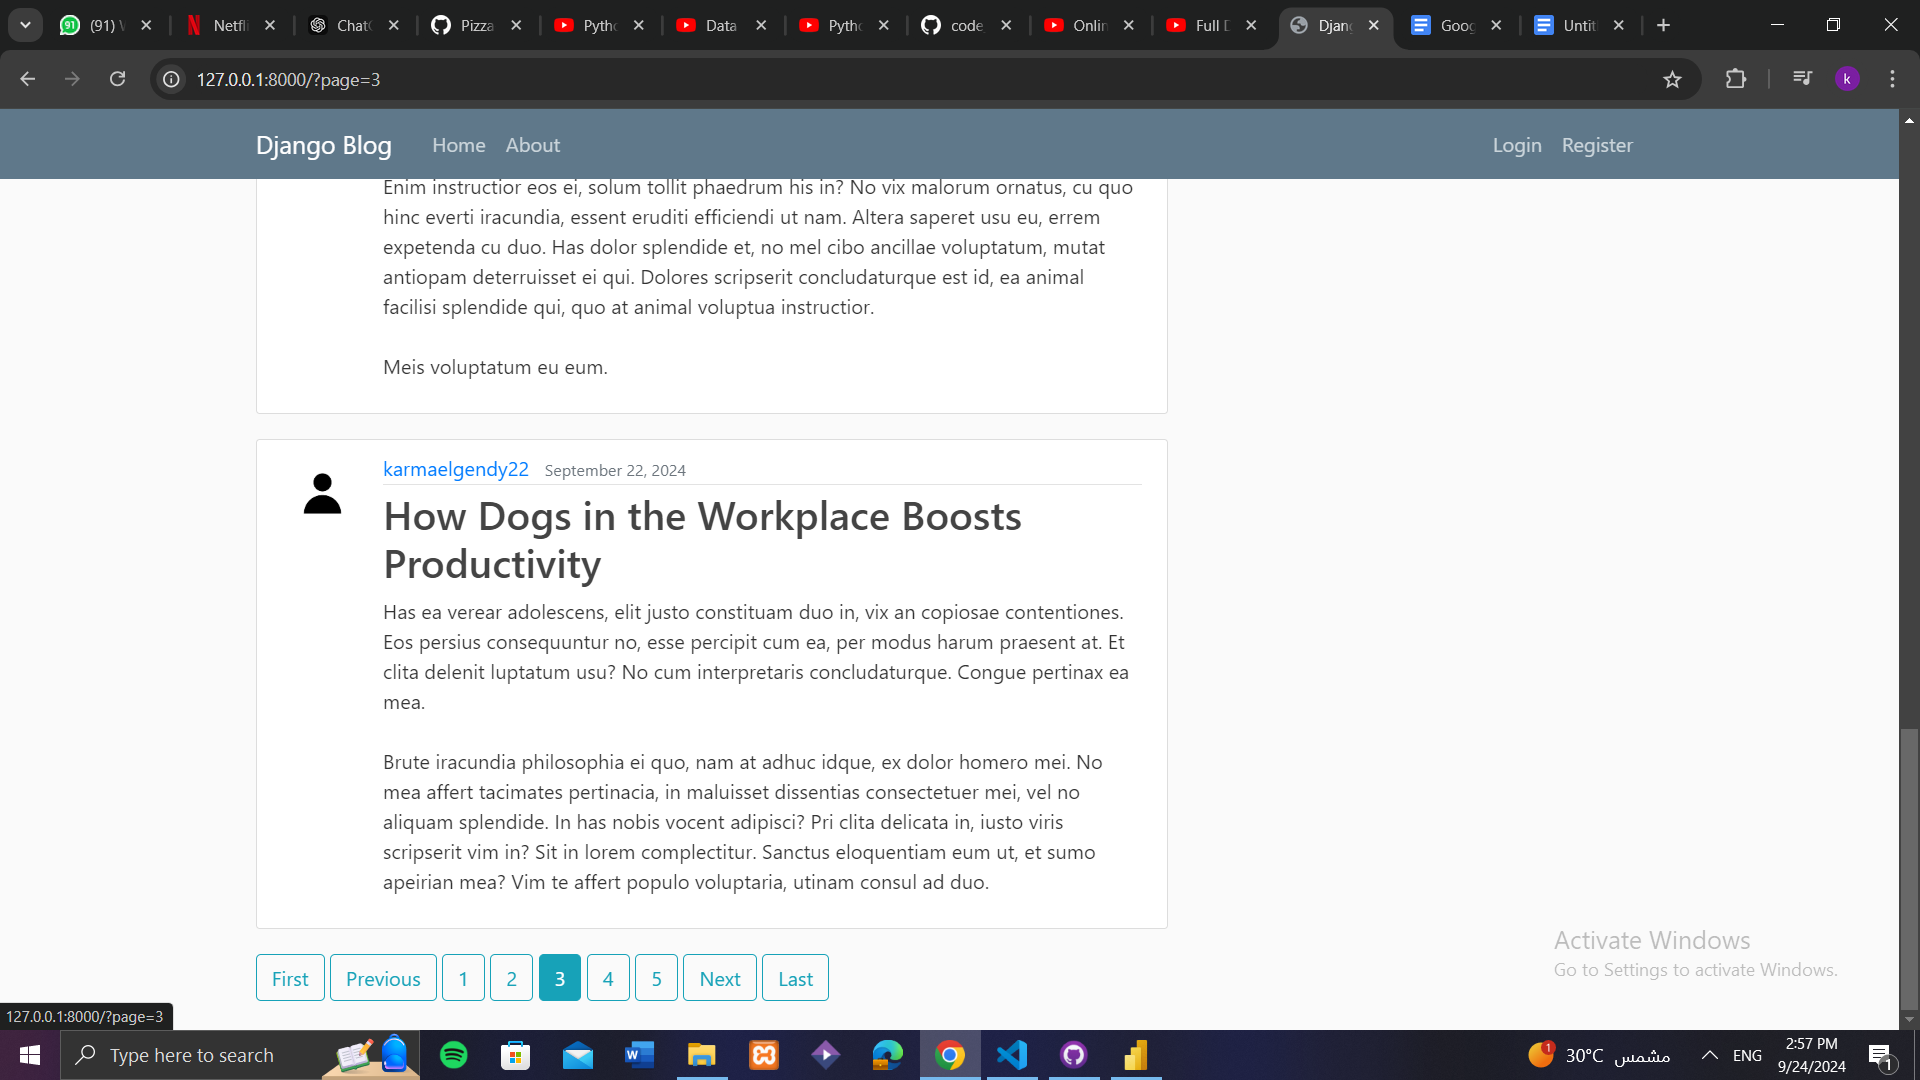 (91) W
Netfli
ChatG
Pizza
Pytho
Data
Pytho
code_
Onlin
Full D
Djang
Goog
Untit
127.0.0.1:8000/?page=3
k
Django Blog Home About Login Register
Enim instructior eos ei, solum tollit phaedrum his in? No vix malorum ornatus, cu quo
hinc everti iracundia, essent eruditi efficiendi ut nam. Altera saperet usu eu, errem
expetenda cu duo. Has dolor splendide et, no mel cibo ancillae voluptatum, mutat
antiopam deterruisset ei qui. Dolores scripserit concludaturque est id, ea animal
facilisi splendide qui, quo at animal voluptua instructior.
Meis voluptatum eu eum.
karmaelgendy22 September 22, 2024
How Dogs in the Workplace Boosts
Productivity
Has ea verear adolescens, elit justo constituam duo in, vix an copiosae contentiones.
Eos persius consequuntur no, esse percipit cum ea, per modus harum praesent at. Et
clita delenit luptatum usu? No cum interpretaris concludaturque. Congue pertinax ea
mea.
Brute iracundia philosophia ei quo, nam at adhuc idque, ex dolor homero mei. No
mea affert tacimates pertinacia, in maluisset dissentias consectetuer mei, vel no
aliquam splendide. In has nobis vocent adipisci? Pri clita delicata in, iusto viris
scripserit vim in? Sit in lorem complectitur. Sanctus eloquentiam eum ut, et sumo
apeirian mea? Vim te affert populo voluptaria, utinam consul ad duo.
First Previous 1 2 3 4 5 Next Last
Activate Windows
Go to Settings to activate Windows.
127.0.0.1:8000/?page=3
Type here to search
1
30°C مشمس
ENG
2:57 PM
9/24/2024
1